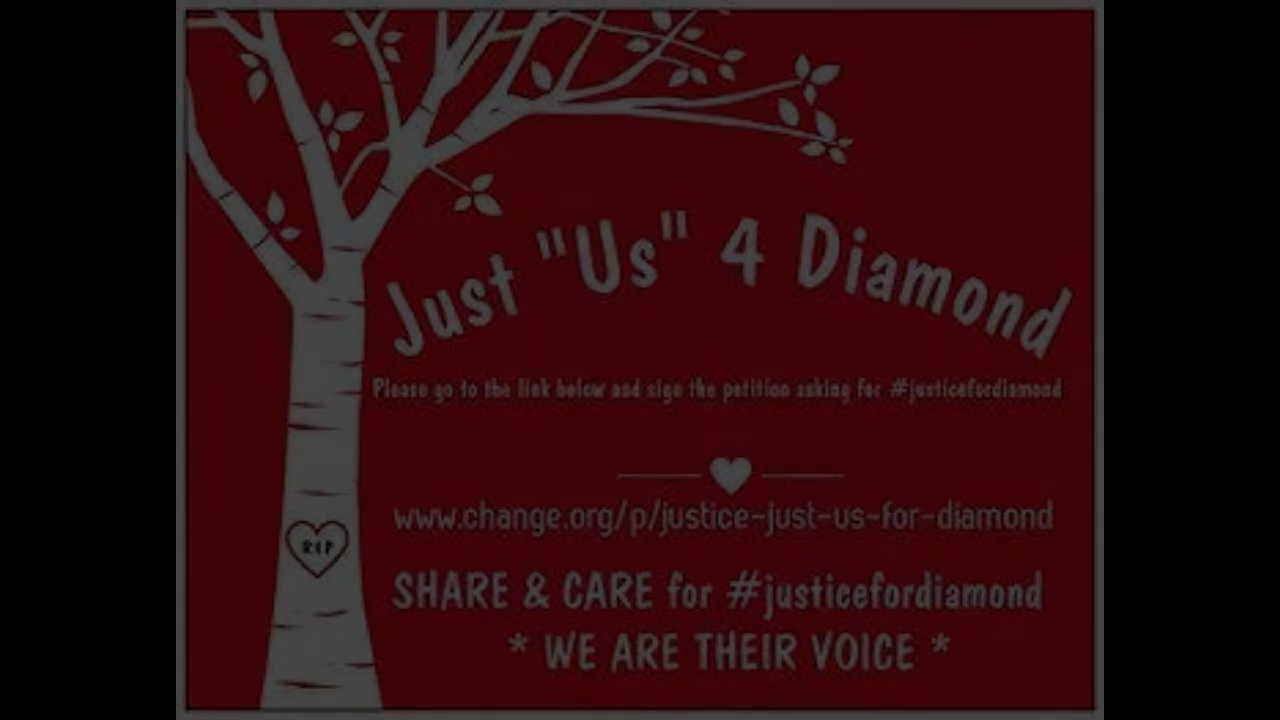 Just "Us" 4 Diamond
Please go to the link below and sign the petition asking for #justicefordiamond
www.change.org/p/justice-just-us-for-diamond
RIP
SHARE & CARE for #justicefordiamond
* WE ARE THEIR VOICE *